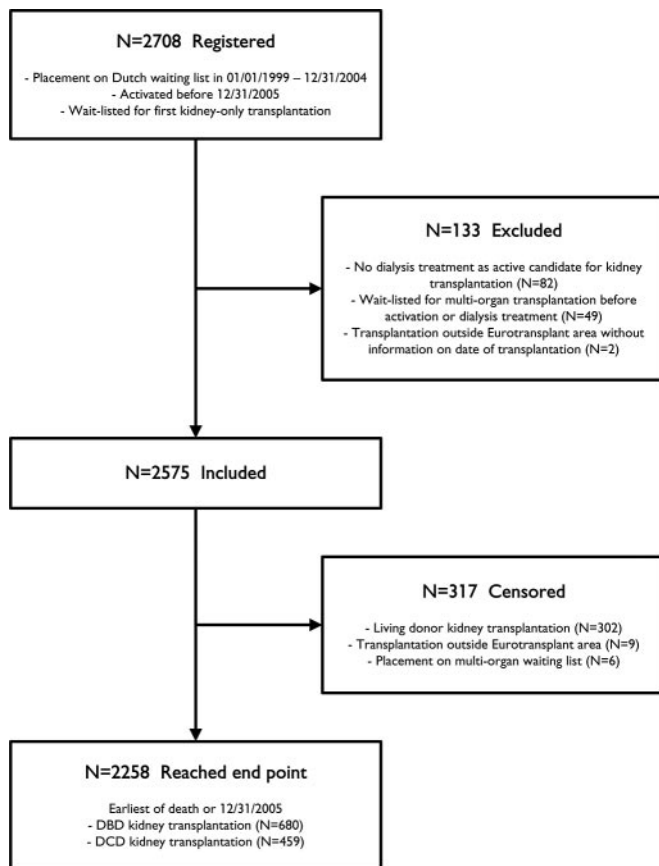 N=2708 Registered
- Placement on Dutch waiting list in 01/01/1999 – 12/31/2004
- Activated before 12/31/2005
- Wait-listed for first kidney-only transplantation
N=133 Excluded
- No dialysis treatment as active candidate for kidney
transplantation (N=82)
- Wait-listed for multi-organ transplantation before
activation or dialysis treatment (N=49)
- Transplantation outside Eurotransplant area without
information on date of transplantation (N=2)
N=2575 Included
N=317 Censored
- Living donor kidney transplantation (N=302)
- Transplantation outside Eurotransplant area (N=9)
- Placement on multi-organ waiting list (N=6)
N=2258 Reached end point
Earliest of death or 12/31/2005
- DBD kidney transplantation (N=680)
- DCD kidney transplantation (N=459)